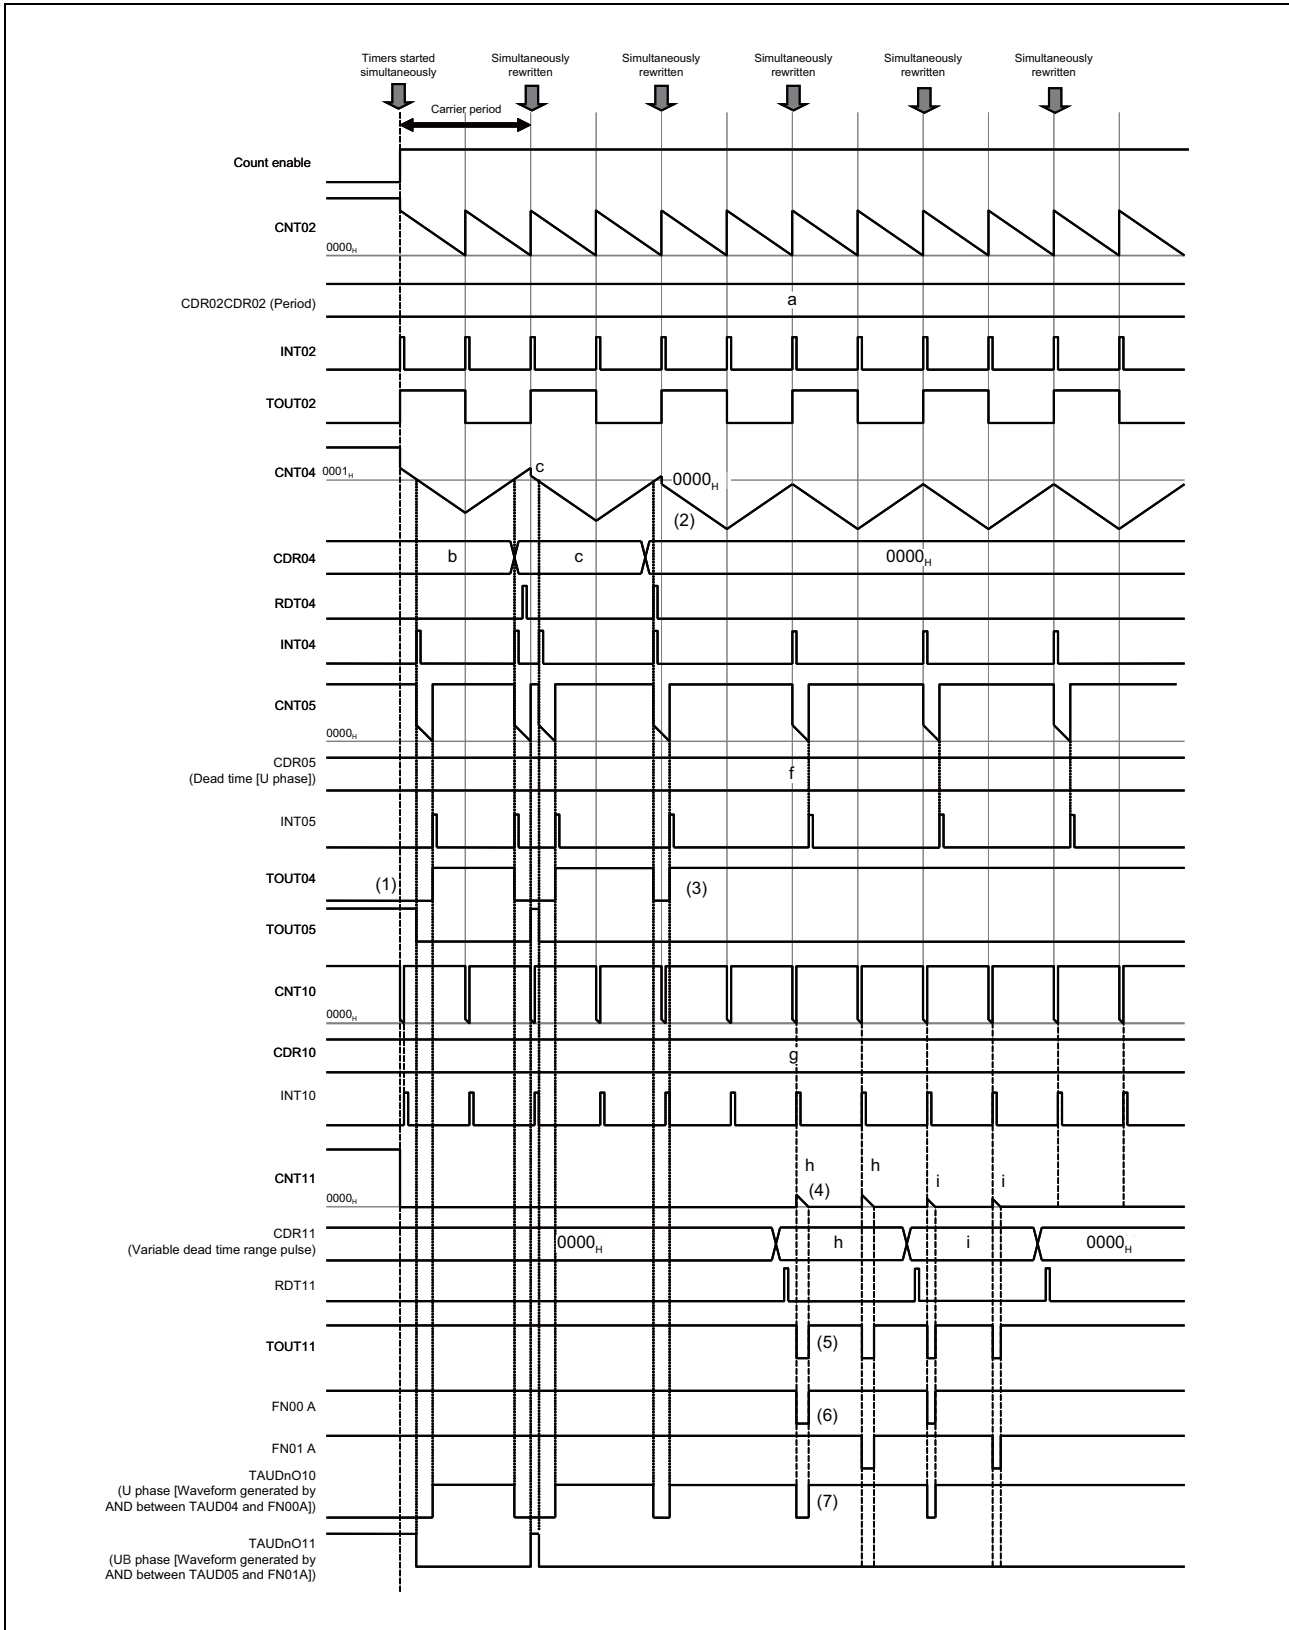 Timers started
simultaneously
Simultaneously
rewritten
Simultaneously
rewritten
Simultaneously
rewritten
Simultaneously
rewritten
Simultaneously
rewritten
Carrier period
Count enable
CNT02
0000H
CDR02CDR02 (Period)
a
INT02
TOUT02
CNT04
0001H
c
0000H
(2)
CDR04
b
c
0000H
RDT04
INT04
CNT05
0000H
CDR05
(Dead time [U phase])
f
INT05
TOUT04
(1)
(3)
TOUT05
CNT10
0000H
CDR10
g
INT10
CNT11
0000H
h
h
(4)
i
i
CDR11
(Variable dead time range pulse)
0000H
h
i
0000H
RDT11
TOUT11
(5)
FN00 A
(6)
FN01 A
TAUDnO10
(U phase [Waveform generated by
AND between TAUD04 and FN00A])
(7)
TAUDnO11
(UB phase [Waveform generated by
AND between TAUD05 and FN01A])